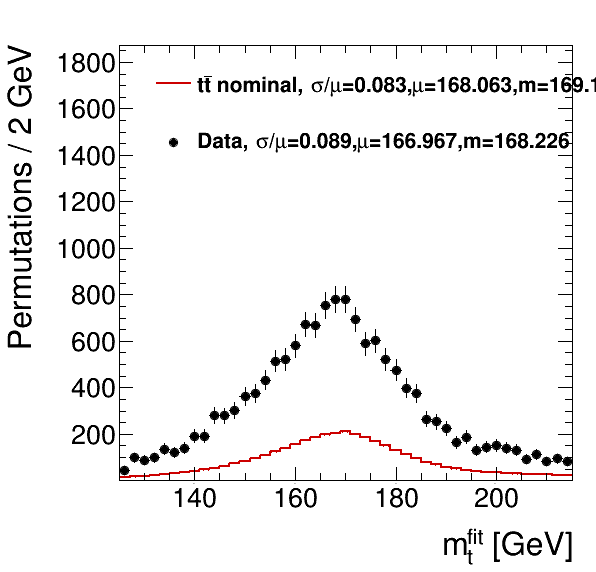 tt̄ nominal, σ/μ=0.083,μ=168.063,m=169.1
Data, σ/μ=0.089,μ=166.967,m=168.226
Permutations / 2 GeV
1800
1600
1400
1200
1000
800
600
400
200
140 160 180 200
m_t^fit [GeV]